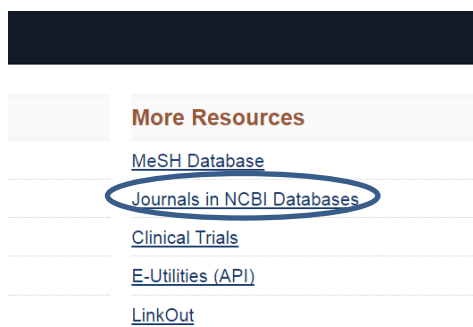 More Resources
MeSH Database
Journals in NCBI Databases
Clinical Trials
E-Utilities (API)
LinkOut